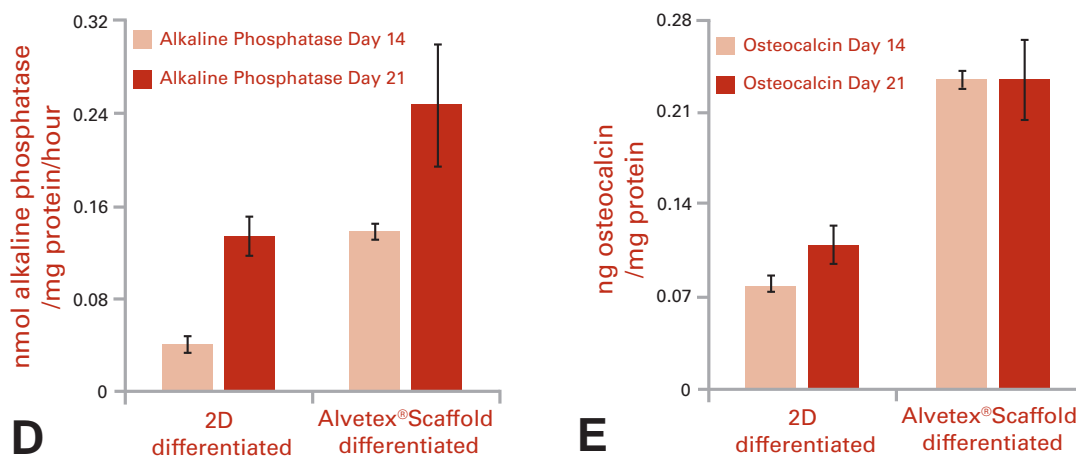 nmol alkaline phosphatase
/mg protein/hour
0.32
0.24
0.16
0.08
0
Alkaline Phosphatase Day 14
Alkaline Phosphatase Day 21
2D
differentiated
Alvetex®Scaffold
differentiated
D
ng osteocalcin
/mg protein
0.28
0.21
0.14
0.07
0
Osteocalcin Day 14
Osteocalcin Day 21
2D
differentiated
Alvetex®Scaffold
differentiated
E